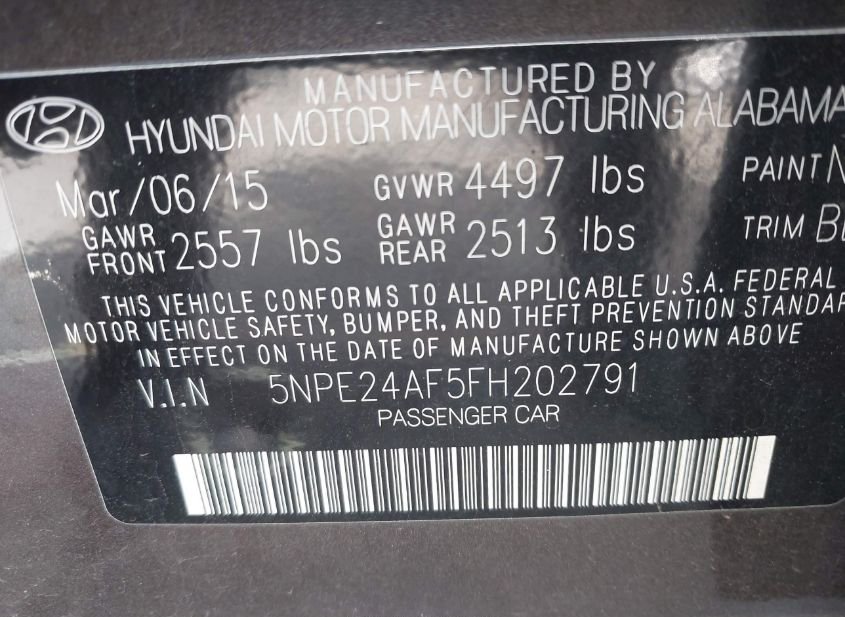 MANUFACTURED BY
HYUNDAI MOTOR MANUFACTURING ALABAMA
Mar/06/15 GVWR 4497 lbs PAINT
GAWR FRONT 2557 lbs GAWR REAR 2513 lbs TRIM
THIS VEHICLE CONFORMS TO ALL APPLICABLE U.S.A. FEDERAL
MOTOR VEHICLE SAFETY, BUMPER, AND THEFT PREVENTION STANDAR
IN EFFECT ON THE DATE OF MANUFACTURE SHOWN ABOVE
V.I.N 5NPE24AF5FH202791
PASSENGER CAR